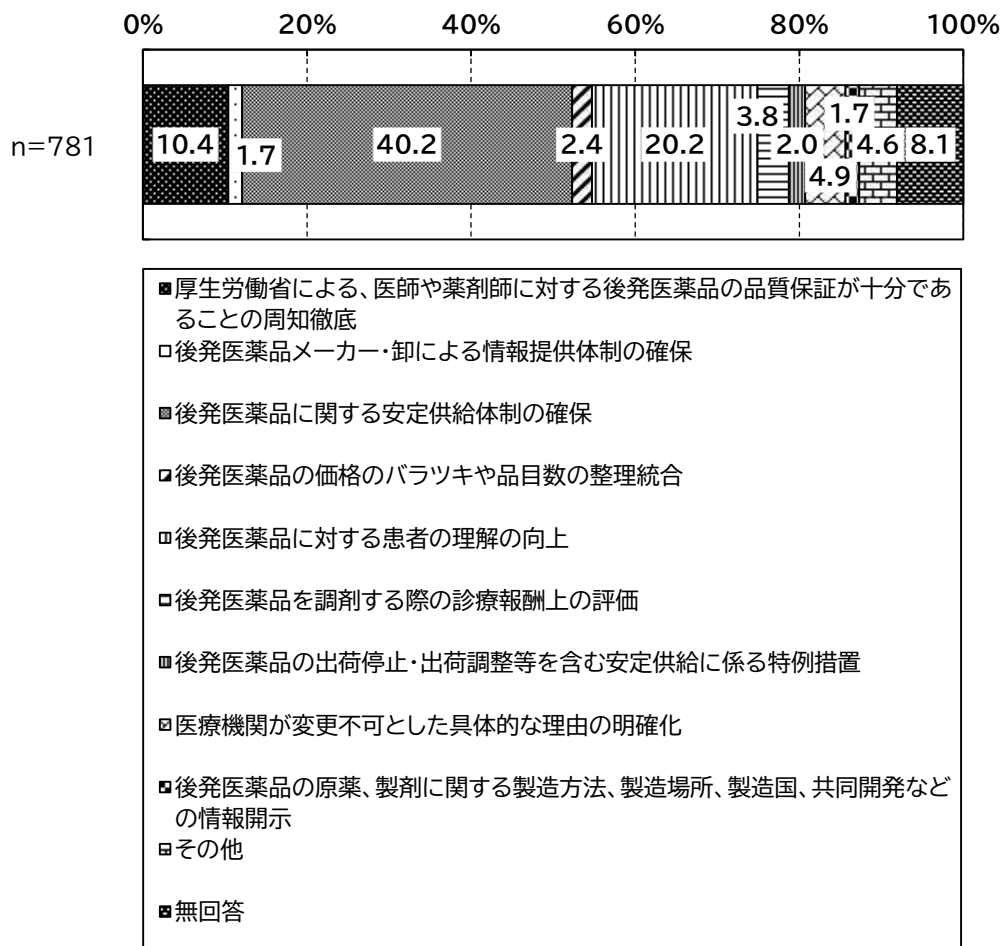 0% 20% 40% 60% 80% 100%
n=781
10.4 1.7 40.2 2.4 20.2 3.8 2.0 4.9 1.7 4.6 8.1
厚生労働省による、医師や薬剤師に対する後発医薬品の品質保証が十分であ
ることの周知徹底
後発医薬品メーカー・卸による情報提供体制の確保
後発医薬品に関する安定供給体制の確保
後発医薬品の価格のバラツキや品目数の整理統合
後発医薬品に対する患者の理解の向上
後発医薬品を調剤する際の診療報酬上の評価
後発医薬品の出荷停止・出荷調整等を含む安定供給に係る特例措置
医療機関が変更不可とした具体的な理由の明確化
後発医薬品の原薬、製剤に関する製造方法、製造場所、製造国、共同開発など
の情報開示
その他
無回答